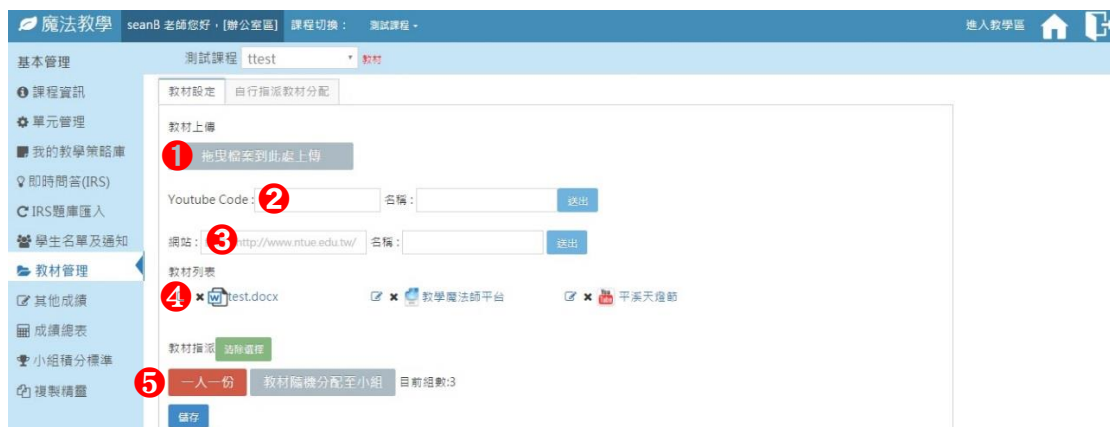 魔法教學 seanB 老師您好，[辦公室區] 課程切換： 測試課程 進入教學區
基本管理
課程資訊
單元管理
我的教學策略庫
即時問答(IRS)
IRS題庫匯入
學生名單及通知
教材管理
其他成績
成績總表
小組積分標準
複製精靈
測試課程 ttest 教材
教材設定 自行指派教材分配
教材上傳
1 拖曳檔案到此處上傳
Youtube Code： 2 名稱： 送出
網站： 3 http://www.ntue.edu.tw/ 名稱： 送出
教材列表
4 test.docx 教學魔法師平台 平溪天燈節
教材指派 清除選擇
5 一人一份 教材隨機分配至小組 目前組數:3
儲存